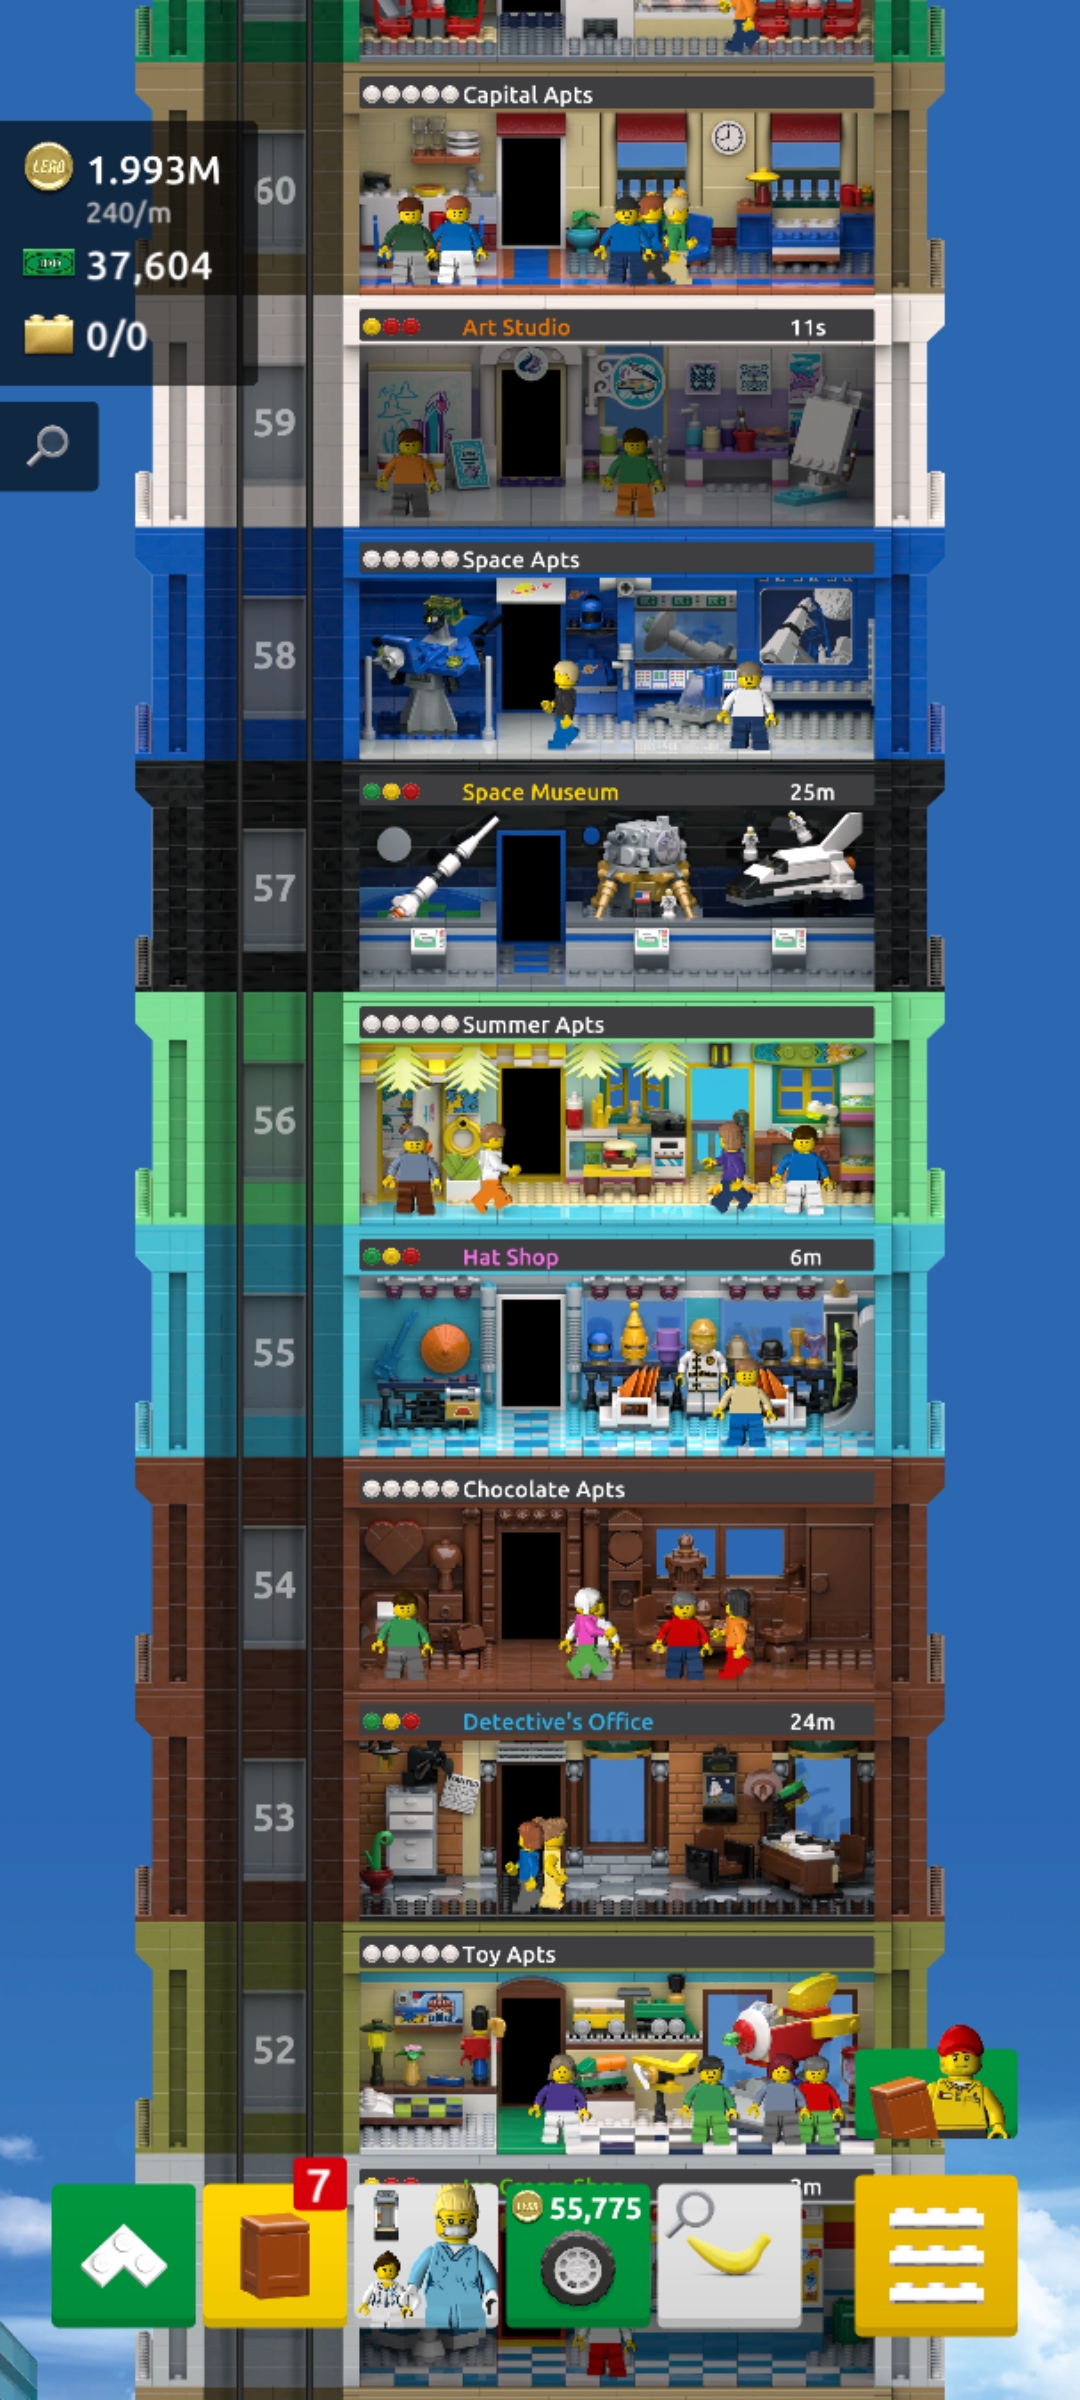 Capital Apts
1.993M
240/m
60
37,604
0/0
Art Studio 11s
59
Space Apts
58
Space Museum 25m
57
Summer Apts
56
Hat Shop 6m
55
Chocolate Apts
54
Detective's Office 24m
53
Toy Apts
52
7
55,775